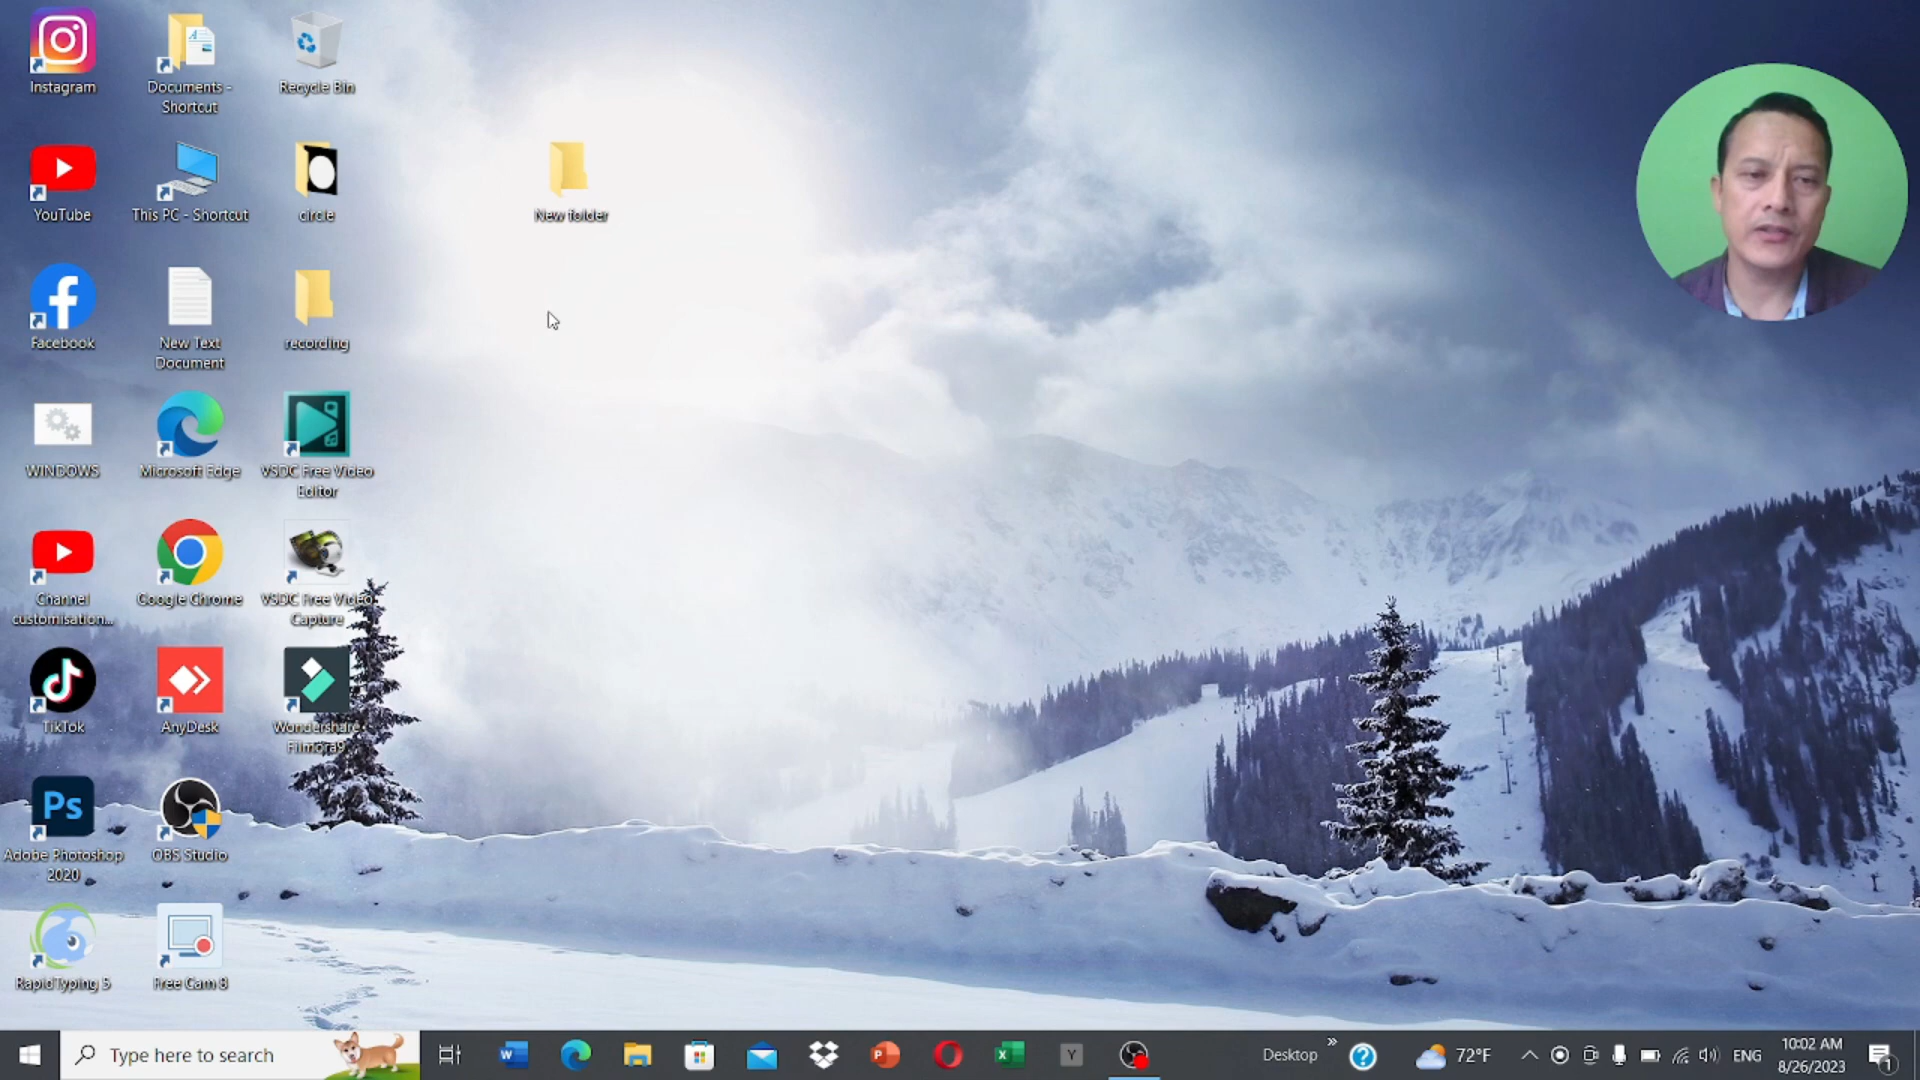 Instagram
Documents -
Shortcut
Recycle Bin
YouTube
This PC - Shortcut
circle
New folder
Facebook
New Text
Document
recording
WINDOWS
Microsoft Edge
VSDC Free Video
Editor
Channel
customisation...
Google Chrome
VSDC Free Video
Capture
TikTok
AnyDesk
Wondershare
Filmora9
Ps
Adobe Photoshop
2020
OBS Studio
RapidTyping 5
Free Cam 8
Type here to search
W
P
X
Y
Desktop
»
?
72°F
ENG
10:02 AM
8/26/2023
1